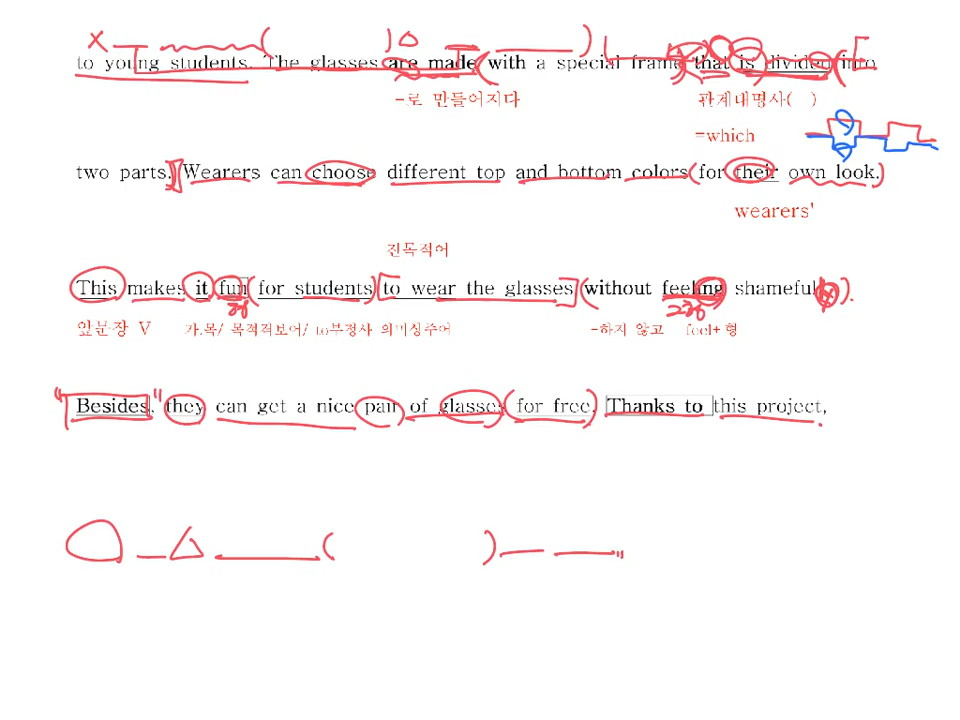 to young students. The glasses are made with a special frame that is divided into
-로 만들어지다 관계대명사( )
=which
two parts. Wearers can choose different top and bottom colors for their own look.
wearers'
진목적어
This makes it fun for students to wear the glasses without feeling shameful.
앞문장 V 가.목/ 목적격보어/ to부정사 의미상주어 -하지 않고 feel+형
"Besides", they can get a nice pair of glasses for free. Thanks to this project,